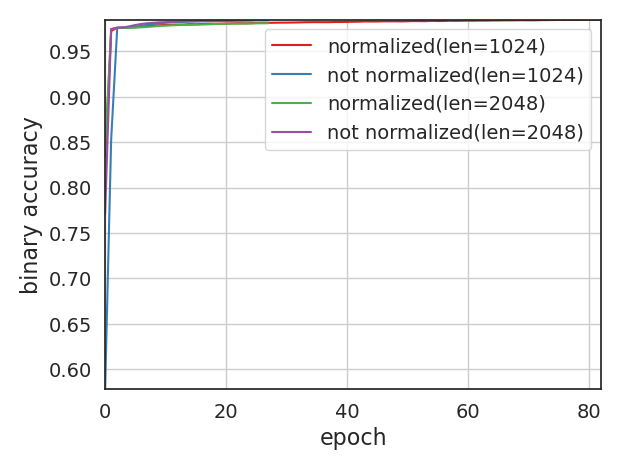 0.95
0.90
0.85
0.80
0.75
0.70
0.65
0.60
binary accuracy
normalized(len=1024)
not normalized(len=1024)
normalized(len=2048)
not normalized(len=2048)
0 20 40 60 80
epoch